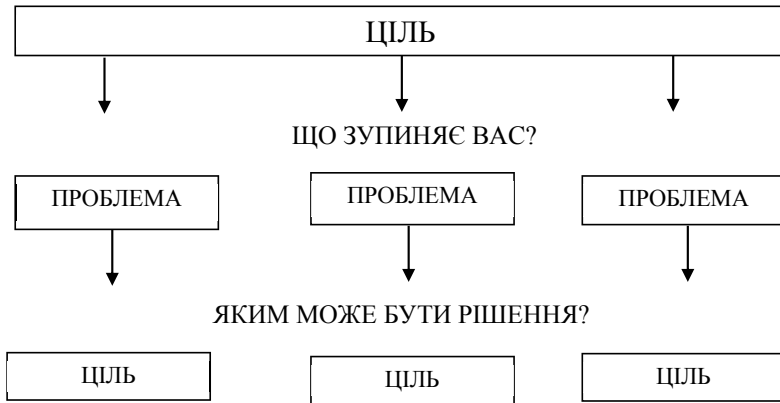 ЦІЛЬ
ЩО ЗУПИНЯЄ ВАС?
ПРОБЛЕМА ПРОБЛЕМА ПРОБЛЕМА
ЯКИМ МОЖЕ БУТИ РІШЕННЯ?
ЦІЛЬ ЦІЛЬ ЦІЛЬ